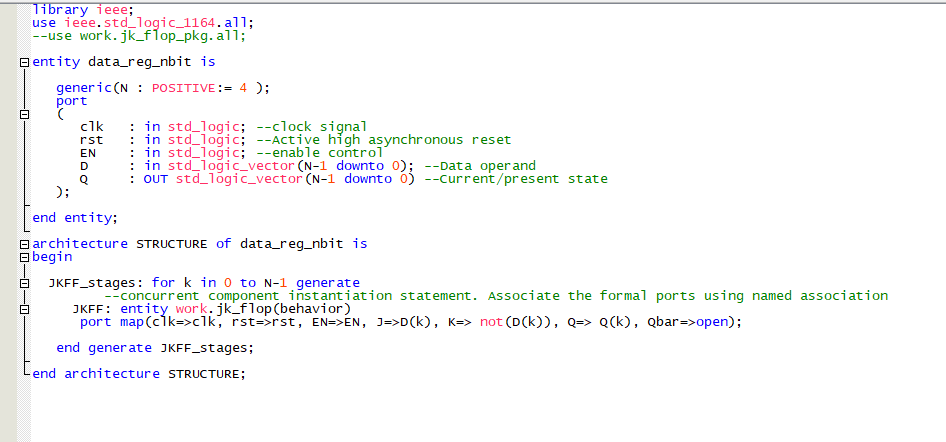 library ieee;
use ieee.std_logic_1164.all;
--use work.jk_flop_pkg.all;
entity data_reg_nbit is
generic(N : POSITIVE:= 4 );
port
(
clk : in std_logic; --clock signal
rst : in std_logic; --Active high asynchronous reset
EN : in std_logic; --enable control
D : in std_logic_vector(N-1 downto 0); --Data operand
Q : OUT std_logic_vector(N-1 downto 0) --Current/present state
);
end entity;
architecture STRUCTURE of data_reg_nbit is
begin
JKFF_stages: for k in 0 to N-1 generate
--concurrent component instantiation statement. Associate the formal ports using named association
JKFF: entity work.jk_flop(behavior)
port map(clk=>clk, rst=>rst, EN=>EN, J=>D(k), K=> not(D(k)), Q=> Q(k), Qbar=>open);
end generate JKFF_stages;
end architecture STRUCTURE;